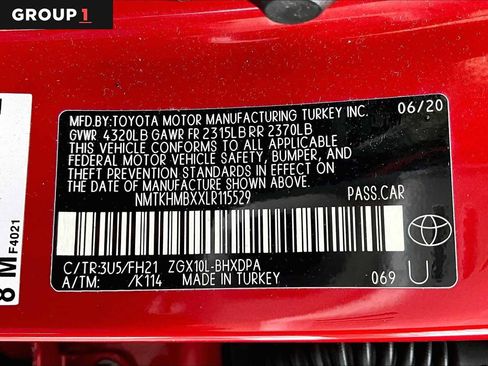 GROUP 1
MFD.BY:TOYOTA MOTOR MANUFACTURING TURKEY INC. 06/20
GVWR 4320LB GAWR FR 2315LB RR 2370LB
THIS VEHICLE CONFORMS TO ALL APPLICABLE
FEDERAL MOTOR VEHICLE SAFETY, BUMPER, AND
THEFT PREVENTION STANDARDS IN EFFECT ON
THE DATE OF MANUFACTURE SHOWN ABOVE.
NMTKHMBXXLR115529 PASS.CAR
C/TR:3U5/FH21 ZGX10L-BHXDPA
A/TM: /K114 MADE IN TURKEY 069 U
8 M F4021